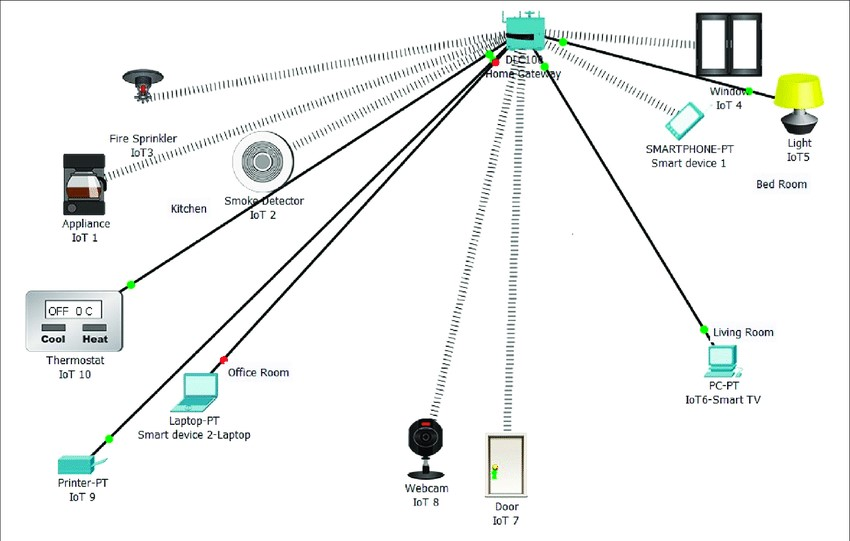 DLC100
Home Gateway
Window
IoT 4
Light
IoT5
SMARTPHONE-PT
Smart device 1
Bed Room
Fire Sprinkler
IoT3
Smoke Detector
IoT 2
Kitchen
Appliance
IoT 1
OFF 0 C
Cool Heat
Thermostat
IoT 10
Living Room
PC-PT
IoT6-Smart TV
Office Room
Laptop-PT
Smart device 2-Laptop
Printer-PT
IoT 9
Webcam
IoT 8
Door
IoT 7